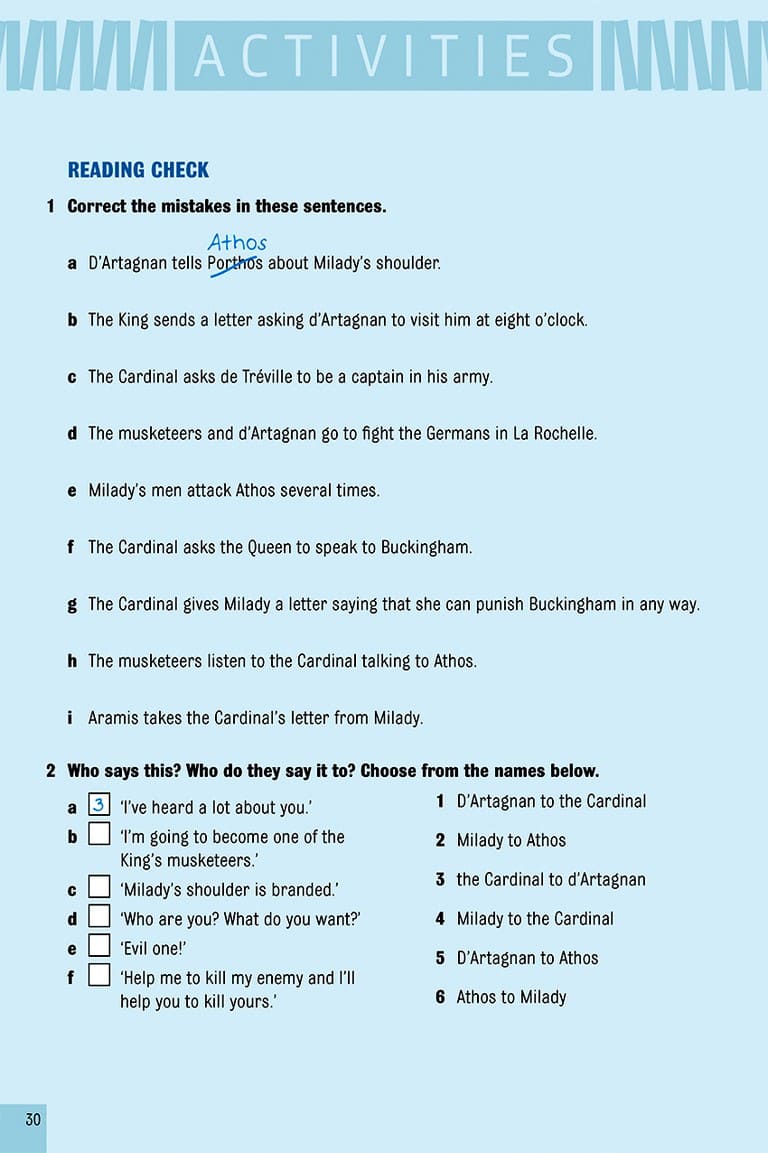 ACTIVITIES
READING CHECK
1 Correct the mistakes in these sentences.
Athos
a D'Artagnan tells Porthos about Milady's shoulder.
b The King sends a letter asking d'Artagnan to visit him at eight o'clock.
c The Cardinal asks de Tréville to be a captain in his army.
d The musketeers and d'Artagnan go to fight the Germans in La Rochelle.
e Milady's men attack Athos several times.
f The Cardinal asks the Queen to speak to Buckingham.
g The Cardinal gives Milady a letter saying that she can punish Buckingham in any way.
h The musketeers listen to the Cardinal talking to Athos.
i Aramis takes the Cardinal's letter from Milady.
2 Who says this? Who do they say it to? Choose from the names below.
a 3 'I've heard a lot about you.'
b 'I'm going to become one of the
King's musketeers.'
c 'Milady's shoulder is branded.'
d 'Who are you? What do you want?'
e 'Evil one!'
f 'Help me to kill my enemy and I'll
help you to kill yours.'
1 D'Artagnan to the Cardinal
2 Milady to Athos
3 the Cardinal to d'Artagnan
4 Milady to the Cardinal
5 D'Artagnan to Athos
6 Athos to Milady
30